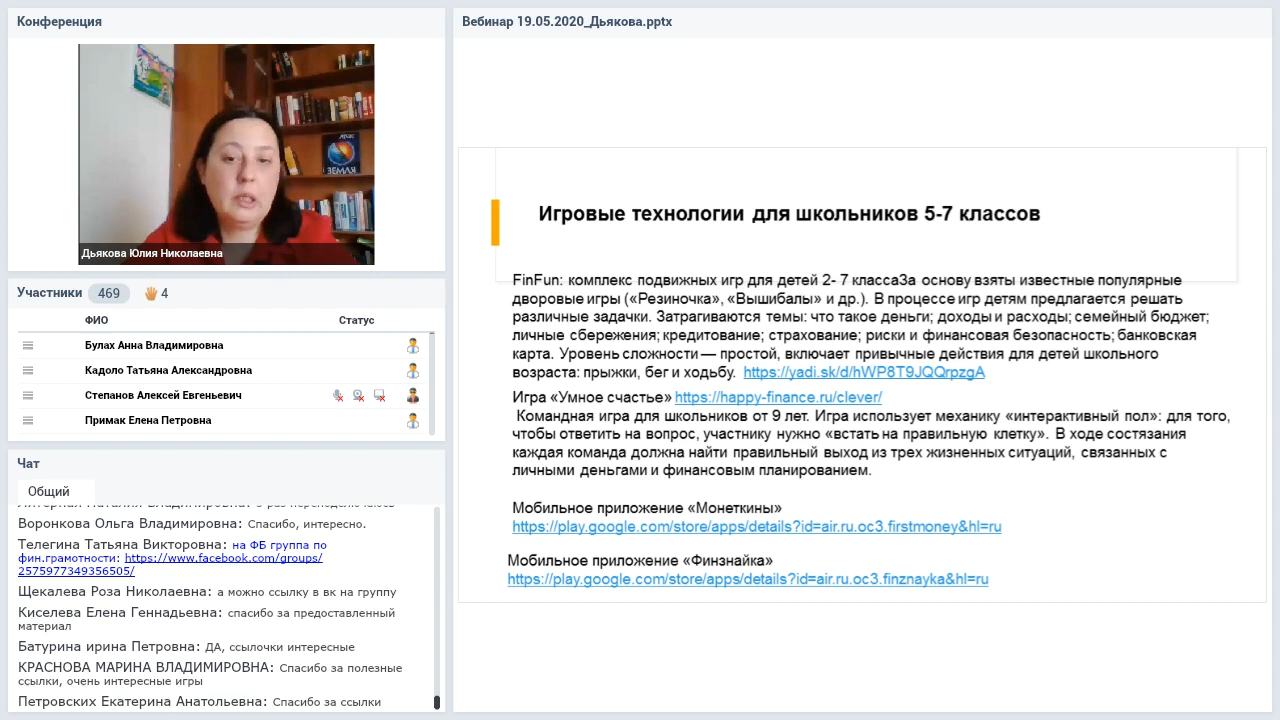 Конференция
АТЛАС
ЗЕМЛЯ
Дьякова Юлия Николаевна
Участники 469 4
ФИО Статус
Булах Анна Владимировна
Кадоло Татьяна Александровна
Степанов Алексей Евгеньевич
Примак Елена Петровна
Чат
Общий
Воронкова Ольга Владимировна: Спасибо, интересно.
Телегина Татьяна Викторовна: на ФБ группа по
фин.грамотности: https://www.facebook.com/groups/
2575977349356505/
Щекалева Роза Николаевна: а можно ссылку в вк на группу
Киселева Елена Геннадьевна: спасибо за предоставленный
материал
Батурина ирина Петровна: ДА, ссылочки интересные
КРАСНОВА МАРИНА ВЛАДИМИРОВНА: Спасибо за полезные
ссылки, очень интересные игры
Петровских Екатерина Анатольевна: Спасибо за ссылки
Вебинар 19.05.2020_Дьякова.pptx
Игровые технологии для школьников 5-7 классов
FinFun: комплекс подвижных игр для детей 2- 7 классаЗа основу взяты известные популярные
дворовые игры («Резиночка», «Вышибалы» и др.). В процессе игр детям предлагается решать
различные задачки. Затрагиваются темы: что такое деньги; доходы и расходы; семейный бюджет;
личные сбережения; кредитование; страхование; риски и финансовая безопасность; банковская
карта. Уровень сложности — простой, включает привычные действия для детей школьного
возраста: прыжки, бег и ходьбу. https://yadi.sk/d/hWP8T9JQQrpzgA
Игра «Умное счастье» https://happy-finance.ru/clever/
Командная игра для школьников от 9 лет. Игра использует механику «интерактивный пол»: для того,
чтобы ответить на вопрос, участнику нужно «встать на правильную клетку». В ходе состязания
каждая команда должна найти правильный выход из трех жизненных ситуаций, связанных с
личными деньгами и финансовым планированием.
Мобильное приложение «Монеткины»
https://play.google.com/store/apps/details?id=air.ru.oc3.firstmoney&hl=ru
Мобильное приложение «Финзнайка»
https://play.google.com/store/apps/details?id=air.ru.oc3.finznayka&hl=ru